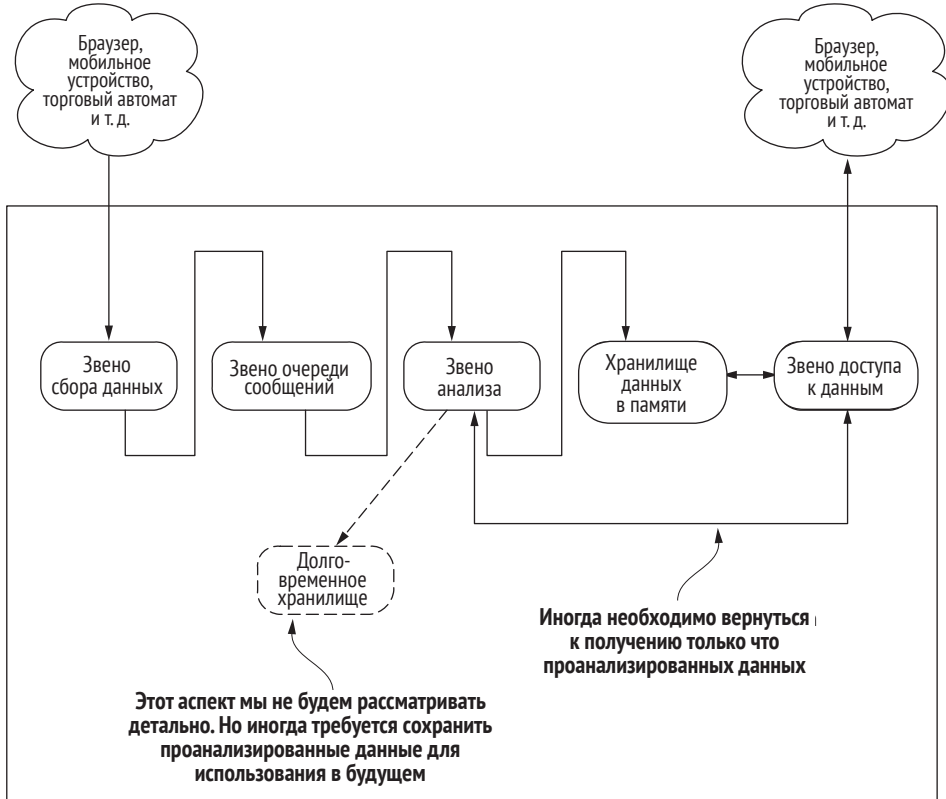 Браузер,
мобильное
устройство,
торговый автомат
и т. д.
Браузер,
мобильное
устройство,
торговый автомат
и т. д.
Звено
сбора данных
Звено очереди
сообщений
Звено
анализа
Хранилище
данных
в памяти
Звено доступа
к данным
Долго-
временное
хранилище
Иногда необходимо вернуться
к получению только что
проанализированных данных
Этот аспект мы не будем рассматривать
детально. Но иногда требуется сохранить
проанализированные данные для
использования в будущем